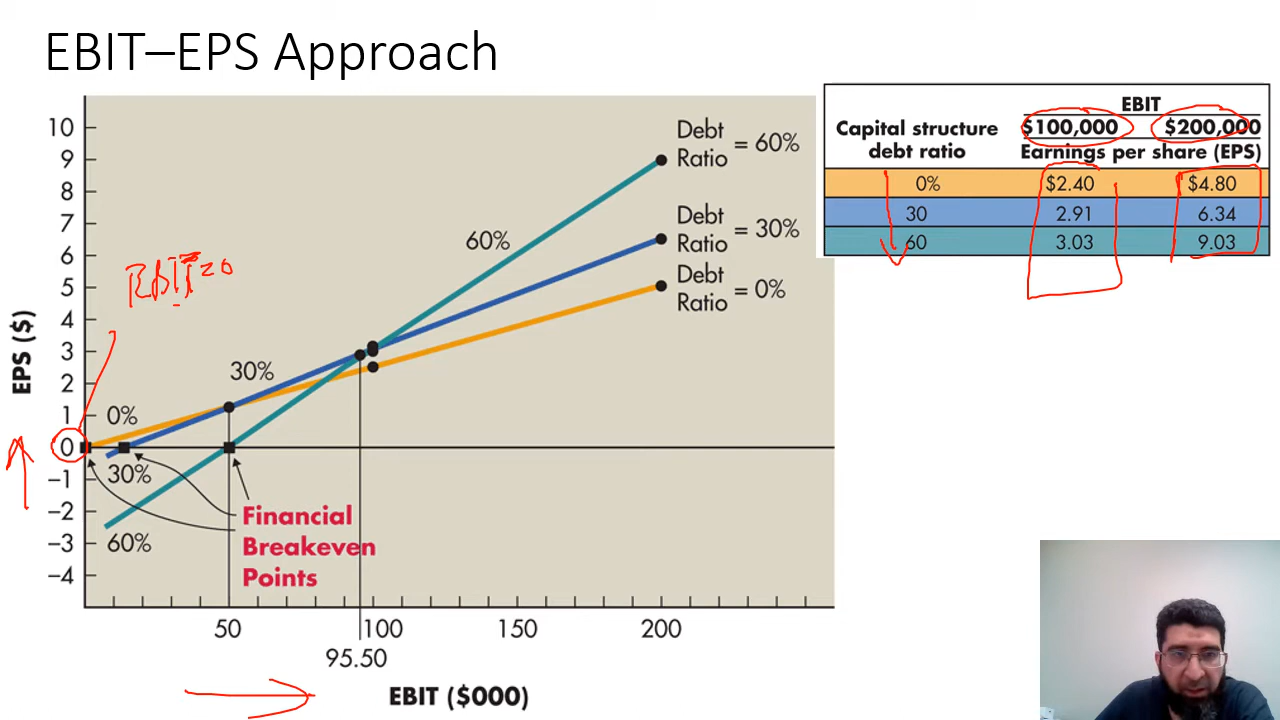 EBIT–EPS Approach
10
9
8
7
6
5
4
3
2
1
0
−1
−2
−3
−4
EPS ($)
EBIT=0
0%
30%
30%
60%
60%
Debt
Ratio = 60%
Debt
Ratio = 30%
Debt
Ratio = 0%
Financial
Breakeven
Points
50
100
150
200
95.50
EBIT ($000)
EBIT
Capital structure $100,000 $200,000
debt ratio Earnings per share (EPS)
0% $2.40 $4.80
30 2.91 6.34
60 3.03 9.03